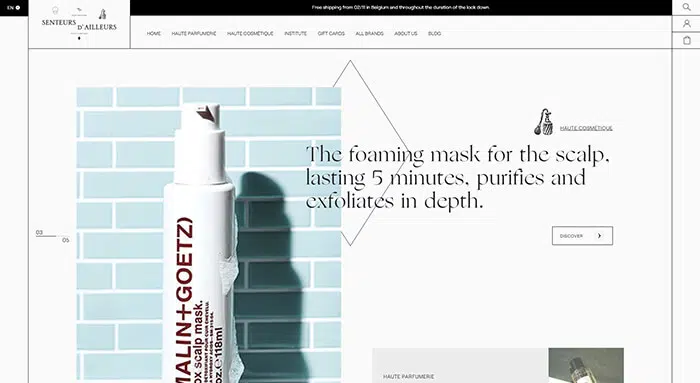 EN
Free shipping from 02/11 in Belgium and throughout the duration of the lock down.
SENTEURS
D'AILLEURS
HOME HAUTE PARFUMERIE HAUTE COSMÉTIQUE INSTITUTE GIFT CARDS ALL BRANDS ABOUT US BLOG
HAUTE COSMÉTIQUE
The foaming mask for the scalp,
lasting 5 minutes, purifies and
exfoliates in depth.
DISCOVER
03
05
MALIN+GOETZ)
ox scalp mask.
oz.℮118ml
HAUTE PARFUMERIE